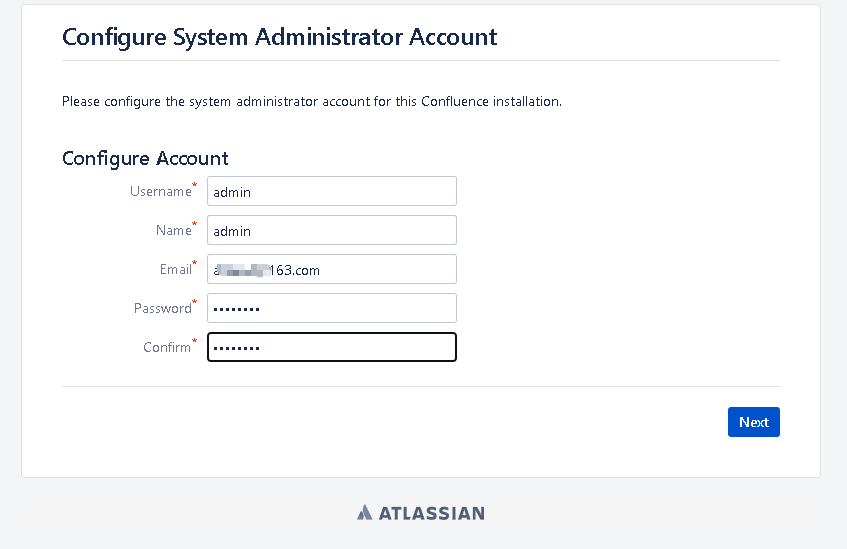 Configure System Administrator Account
Please configure the system administrator account for this Confluence installation.
Configure Account
Username* admin
Name* admin
Email* 163.com
Password* ••••••••
Confirm* ••••••••
Next
ATLASSIAN